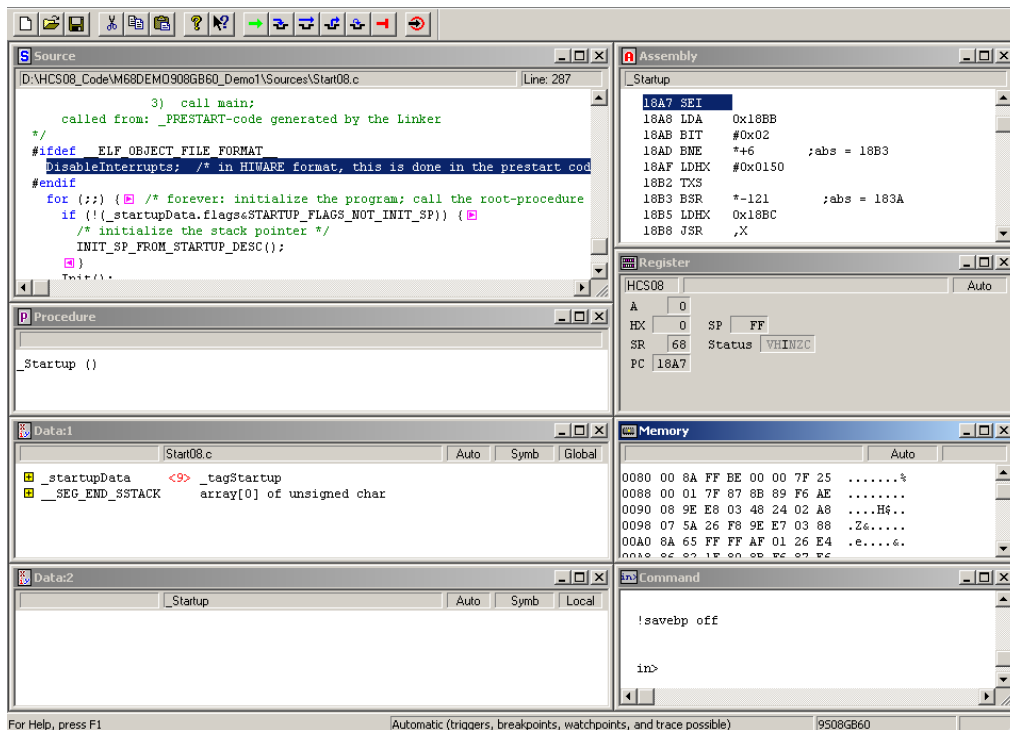 Source
D:\HCS08_Code\M68DEMO908GB60_Demo1\Sources\Start08.c Line: 287
3) call main;
called from: _PRESTART-code generated by the Linker
*/
#ifdef __ELF_OBJECT_FILE_FORMAT__
DisableInterrupts; /* in HIWARE format, this is done in the prestart cod
#endif
for (;;) { /* forever: initialize the program; call the root-procedure
if (!(_startupData.flags&STARTUP_FLAGS_NOT_INIT_SP)) {
/* initialize the stack pointer */
INIT_SP_FROM_STARTUP_DESC();
}
Init();
Procedure
_Startup ()
Data:1
Start08.c Auto Symb Global
_startupData <9> _tagStartup
__SEG_END_SSTACK array[0] of unsigned char
Data:2
_Startup Auto Symb Local
Assembly
_Startup
18A7 SEI
18A8 LDA 0x18BB
18AB BIT #0x02
18AD BNE *+6 ;abs = 18B3
18AF LDHX #0x0150
18B2 TXS
18B3 BSR *-121 ;abs = 183A
18B5 LDHX 0x18BC
18B8 JSR ,X
Register
HCS08 Auto
A 0
HX 0 SP FF
SR 68 Status VHINZC
PC 18A7
Memory
Auto
0080 00 8A FF BE 00 00 7F 25 .......%
0088 00 01 7F 87 8B 89 F6 AE ........
0090 08 9E E8 03 48 24 02 A8 ....H$..
0098 07 5A 26 F8 9E E7 03 88 .Z&.....
00A0 8A 65 FF FF AF 01 26 E4 .e....&.
Command
!savebp off
in>
For Help, press F1 Automatic (triggers, breakpoints, watchpoints, and trace possible) 9S08GB60